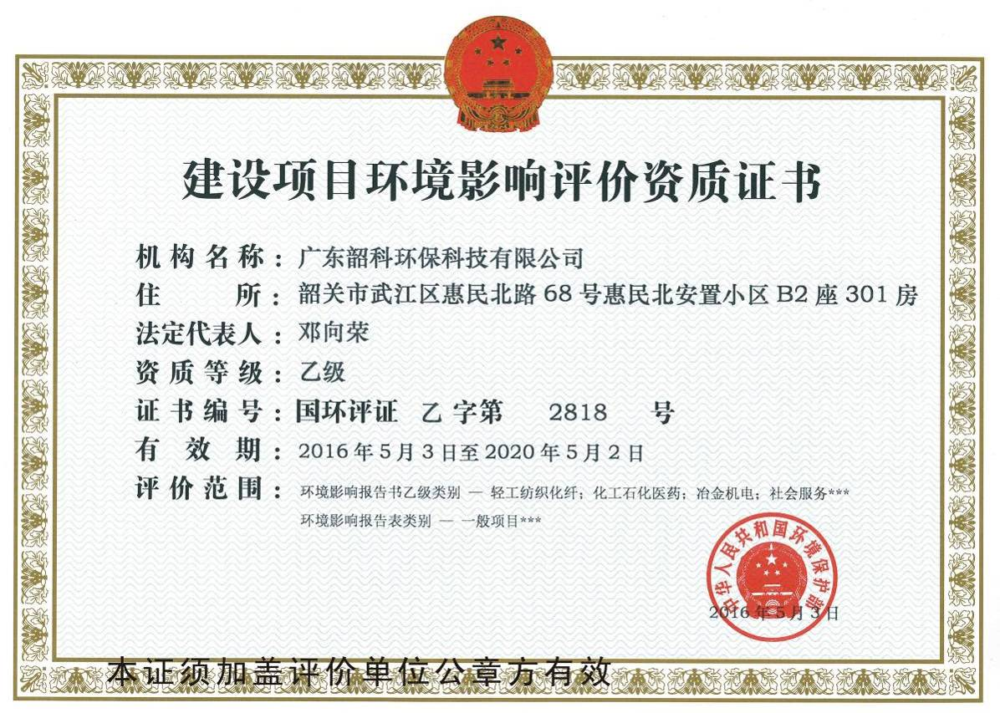 建设项目环境影响评价资质证书
机构名称：广东韶科环保科技有限公司
住所：韶关市武江区惠民北路 68 号惠民北安置小区 B2 座 301 房
法定代表人：邓向荣
资质等级：乙级
证书编号：国环评证 乙 字第 2818 号
有效期：2016 年 5 月 3 日至 2020 年 5 月 2 日
评价范围：环境影响报告书乙级类别 — 轻工纺织化纤；化工石化医药；冶金机电；社会服务***
环境影响报告表类别 — 一般项目***
中华人民共和国环境保护部
2016 年 5 月 3 日
本证须加盖评价单位公章方有效